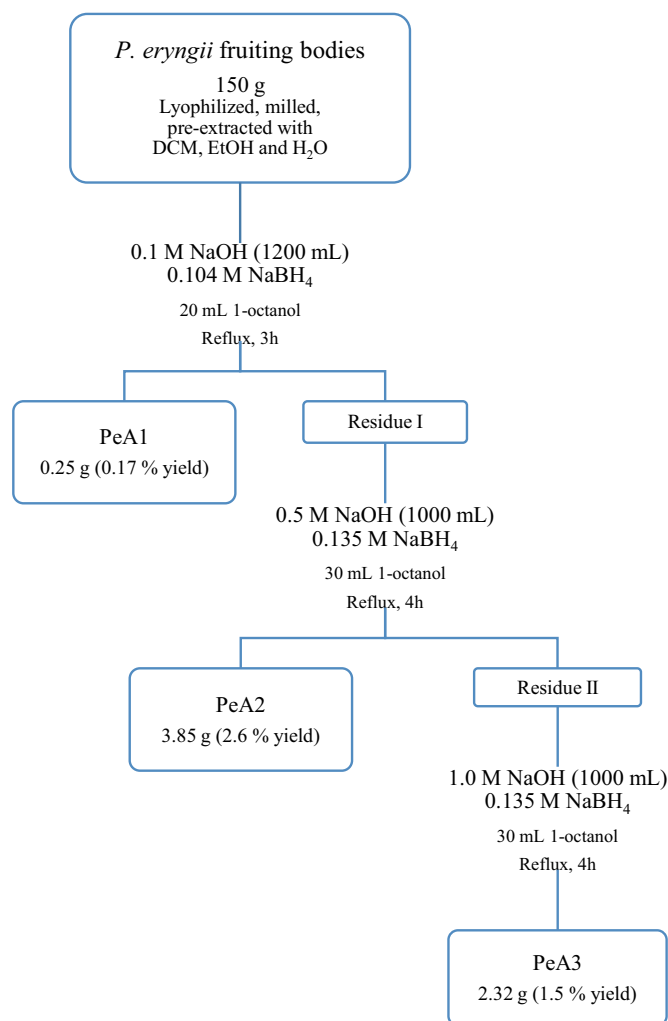 P. eryngii fruiting bodies
150 g
Lyophilized, milled,
pre-extracted with
DCM, EtOH and H₂O
0.1 M NaOH (1200 mL)
0.104 M NaBH₄
20 mL 1-octanol
Reflux, 3h
PeA1
0.25 g (0.17 % yield)
Residue I
0.5 M NaOH (1000 mL)
0.135 M NaBH₄
30 mL 1-octanol
Reflux, 4h
PeA2
3.85 g (2.6 % yield)
Residue II
1.0 M NaOH (1000 mL)
0.135 M NaBH₄
30 mL 1-octanol
Reflux, 4h
PeA3
2.32 g (1.5 % yield)